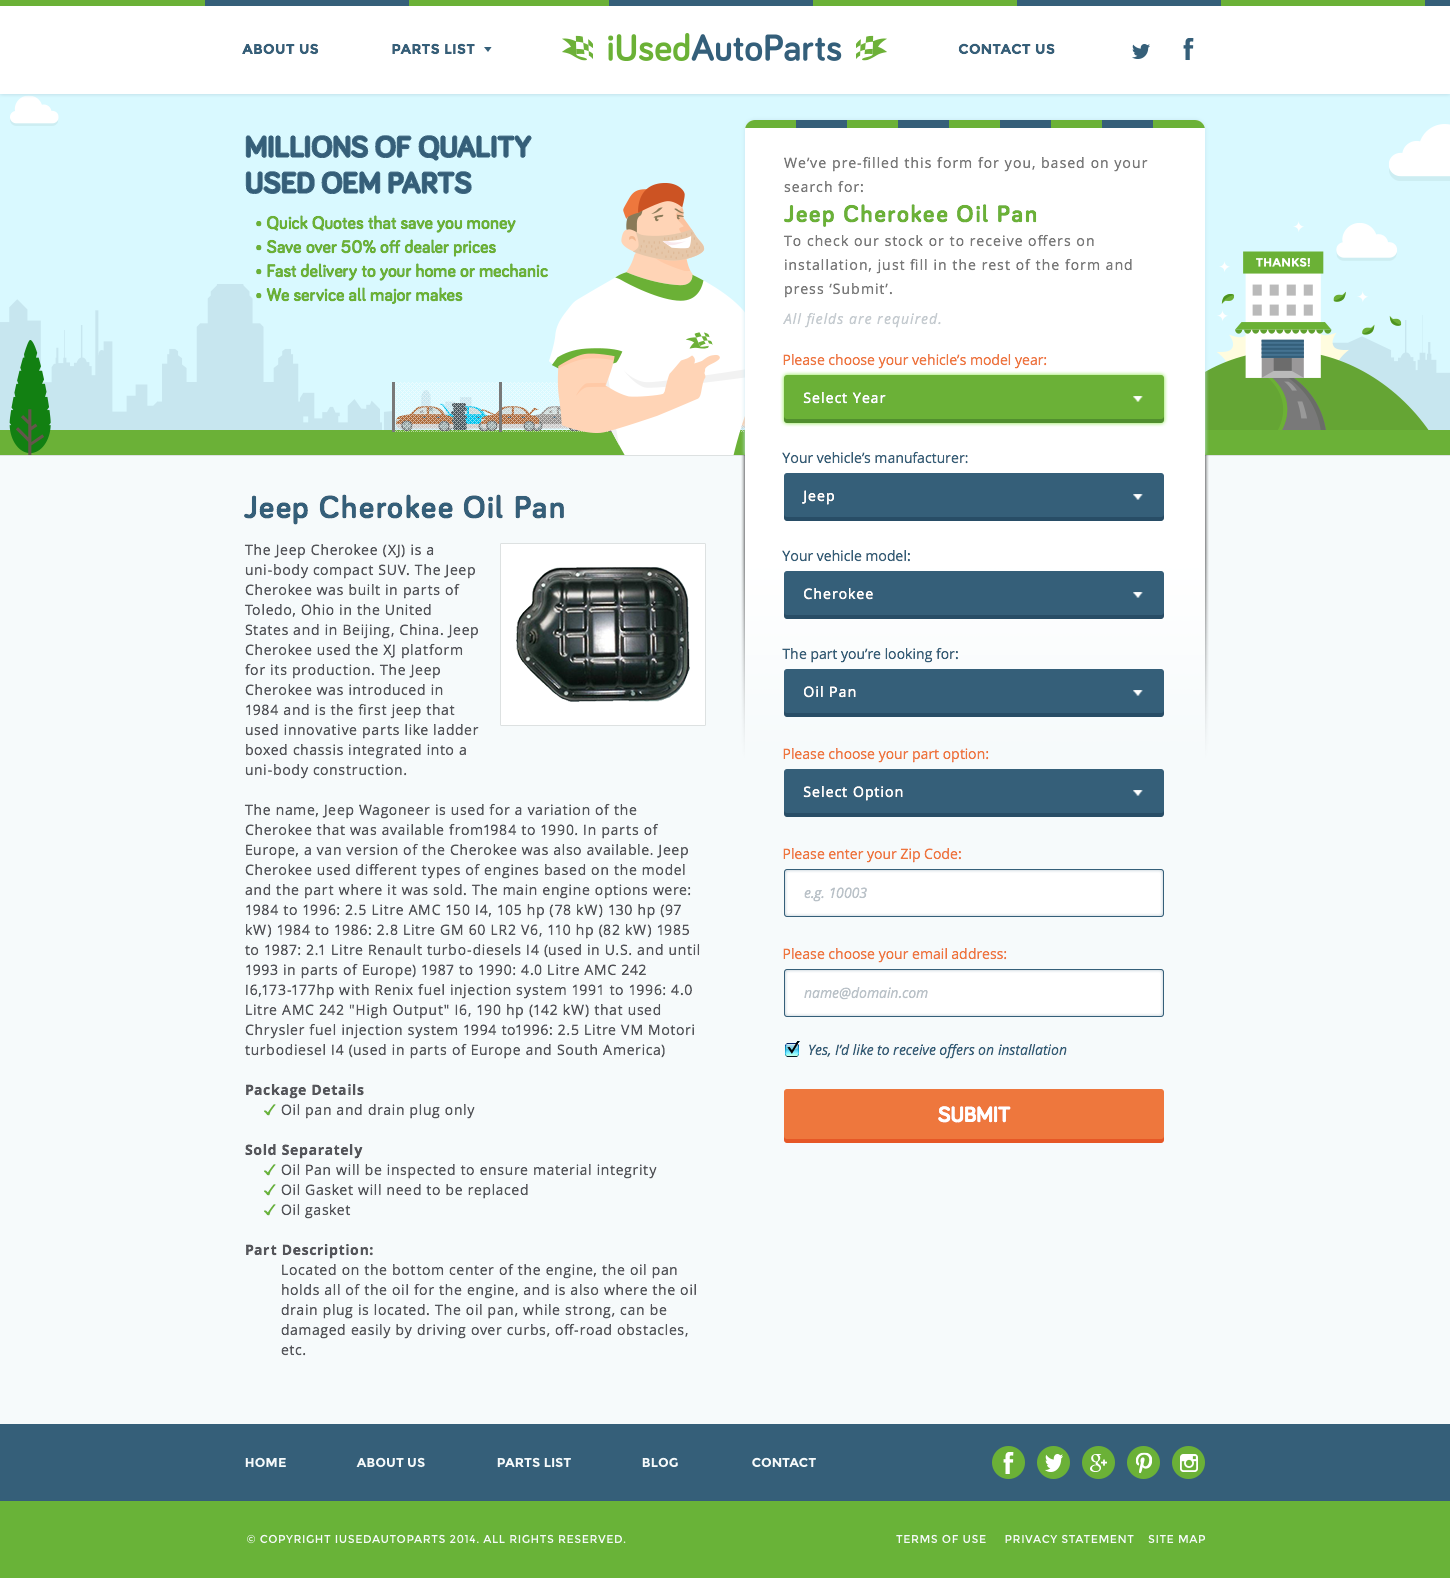 ABOUT US
PARTS LIST
iUsedAutoParts
CONTACT US
MILLIONS OF QUALITY
USED OEM PARTS
• Quick Quotes that save you money
• Save over 50% off dealer prices
• Fast delivery to your home or mechanic
• We service all major makes
We've pre-filled this form for you, based on your
search for:
Jeep Cherokee Oil Pan
To check our stock or to receive offers on
installation, just fill in the rest of the form and
press ‘Submit’.
All fields are required.
THANKS!
Please choose your vehicle's model year:
Select Year
Your vehicle's manufacturer:
Jeep
Your vehicle model:
Cherokee
The part you're looking for:
Oil Pan
Please choose your part option:
Select Option
Please enter your Zip Code:
e.g. 10003
Please choose your email address:
name@domain.com
Yes, I'd like to receive offers on installation
SUBMIT
Jeep Cherokee Oil Pan
The Jeep Cherokee (XJ) is a
uni-body compact SUV. The Jeep
Cherokee was built in parts of
Toledo, Ohio in the United
States and in Beijing, China. Jeep
Cherokee used the XJ platform
for its production. The Jeep
Cherokee was introduced in
1984 and is the first jeep that
used innovative parts like ladder
boxed chassis integrated into a
uni-body construction.
The name, Jeep Wagoneer is used for a variation of the
Cherokee that was available from1984 to 1990. In parts of
Europe, a van version of the Cherokee was also available. Jeep
Cherokee used different types of engines based on the model
and the part where it was sold. The main engine options were:
1984 to 1996: 2.5 Litre AMC 150 I4, 105 hp (78 kW) 130 hp (97
kW) 1984 to 1986: 2.8 Litre GM 60 LR2 V6, 110 hp (82 kW) 1985
to 1987: 2.1 Litre Renault turbo-diesels I4 (used in U.S. and until
1993 in parts of Europe) 1987 to 1990: 4.0 Litre AMC 242
I6,173-177hp with Renix fuel injection system 1991 to 1996: 4.0
Litre AMC 242 "High Output" I6, 190 hp (142 kW) that used
Chrysler fuel injection system 1994 to1996: 2.5 Litre VM Motori
turbodiesel I4 (used in parts of Europe and South America)
Package Details
Oil pan and drain plug only
Sold Separately
Oil Pan will be inspected to ensure material integrity
Oil Gasket will need to be replaced
Oil gasket
Part Description:
Located on the bottom center of the engine, the oil pan
holds all of the oil for the engine, and is also where the oil
drain plug is located. The oil pan, while strong, can be
damaged easily by driving over curbs, off-road obstacles,
etc.
HOME
ABOUT US
PARTS LIST
BLOG
CONTACT
© COPYRIGHT IUSEDAUTOPARTS 2014. ALL RIGHTS RESERVED.
TERMS OF USE
PRIVACY STATEMENT
SITE MAP